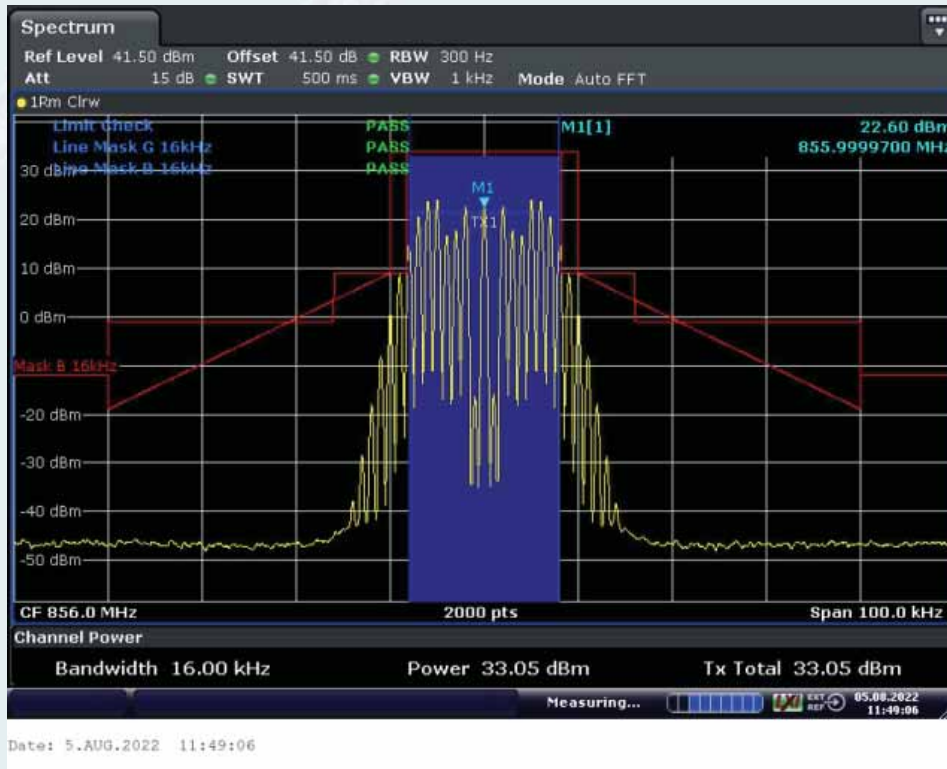 Spectrum
Ref Level 41.50 dBm Offset 41.50 dB RBW 300 Hz
Att 15 dB SWT 500 ms VBW 1 kHz Mode Auto FFT
1Rm Clrw
Limit Check PASS M1[1] 22.60 dBm
Line Mask G 16kHz PASS 855.9999700 MHz
Line Mask B 16kHz PASS
30 dBm
M1
20 dBm
TX1
10 dBm
0 dBm
Mask B 16kHz
-20 dBm
-30 dBm
-40 dBm
-50 dBm
CF 856.0 MHz 2000 pts Span 100.0 kHz
Channel Power
Bandwidth 16.00 kHz Power 33.05 dBm Tx Total 33.05 dBm
Measuring... EXT REF 05.08.2022
11:49:06
Date: 5.AUG.2022 11:49:06